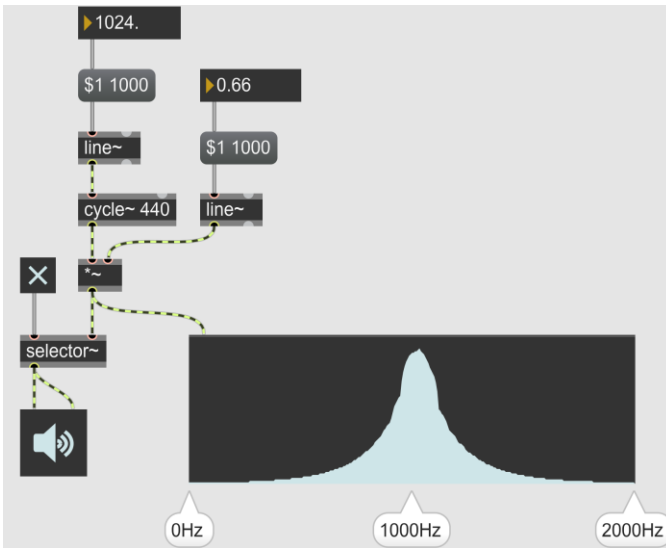 1024.
$1 1000
0.66
line~
$1 1000
cycle~ 440
line~
*~
selector~
0Hz
1000Hz
2000Hz